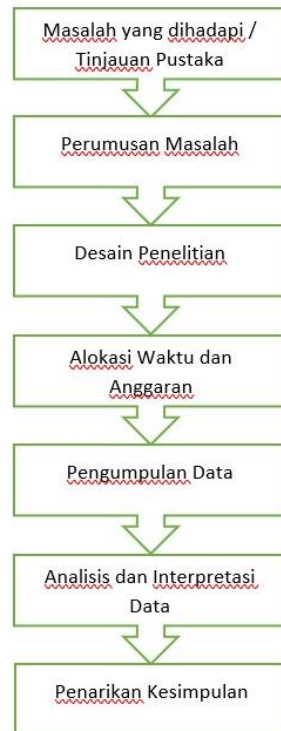 Masalah yang dihadapi /
Tinjauan Pustaka
Perumusan Masalah
Desain Penelitian
Alokasi Waktu dan
Anggaran
Pengumpulan Data
Analisis dan Interpretasi
Data
Penarikan Kesimpulan